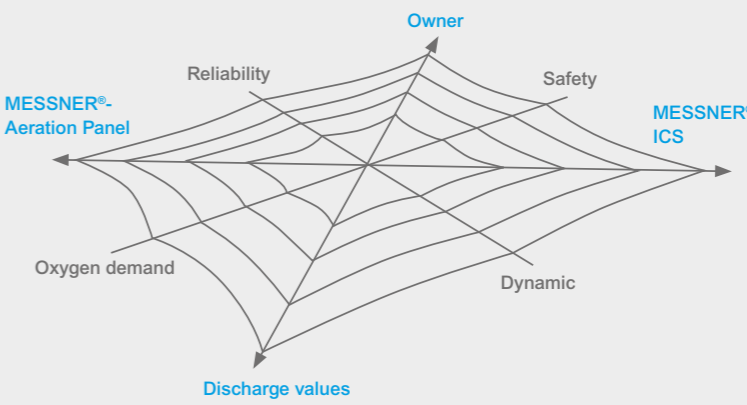 Owner
Reliability
Safety
MESSNER®-
Aeration Panel
MESSNER®
ICS
Oxygen demand
Dynamic
Discharge values